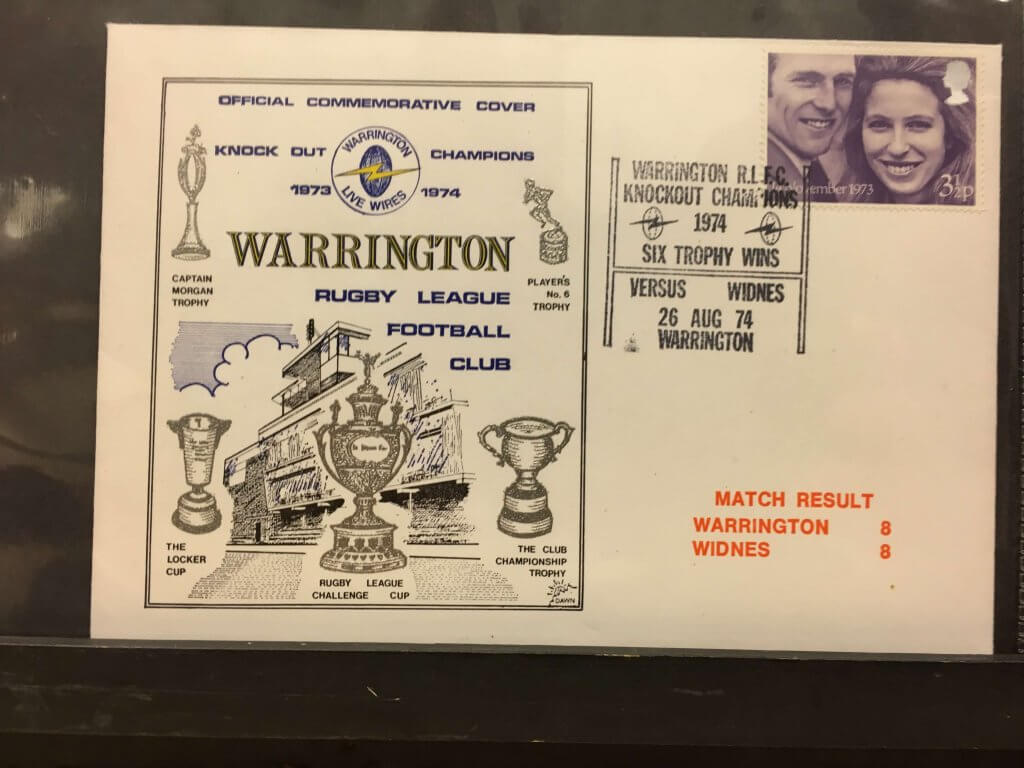 OFFICIAL COMMEMORATIVE COVER
KNOCK OUT CHAMPIONS
1973 1974
WARRINGTON
LIVE WIRES
WARRINGTON
RUGBY LEAGUE
FOOTBALL
CLUB
CAPTAIN
MORGAN
TROPHY
PLAYER'S
No. 6
TROPHY
THE
LOCKER
CUP
RUGBY LEAGUE
CHALLENGE CUP
THE CLUB
CHAMPIONSHIP
TROPHY
DAWN
WARRINGTON R.L.F.C.
KNOCKOUT CHAMPIONS
1974
SIX TROPHY WINS
VERSUS WIDNES
26 AUG 74
WARRINGTON
1973
3½p
MATCH RESULT
WARRINGTON 8
WIDNES 8